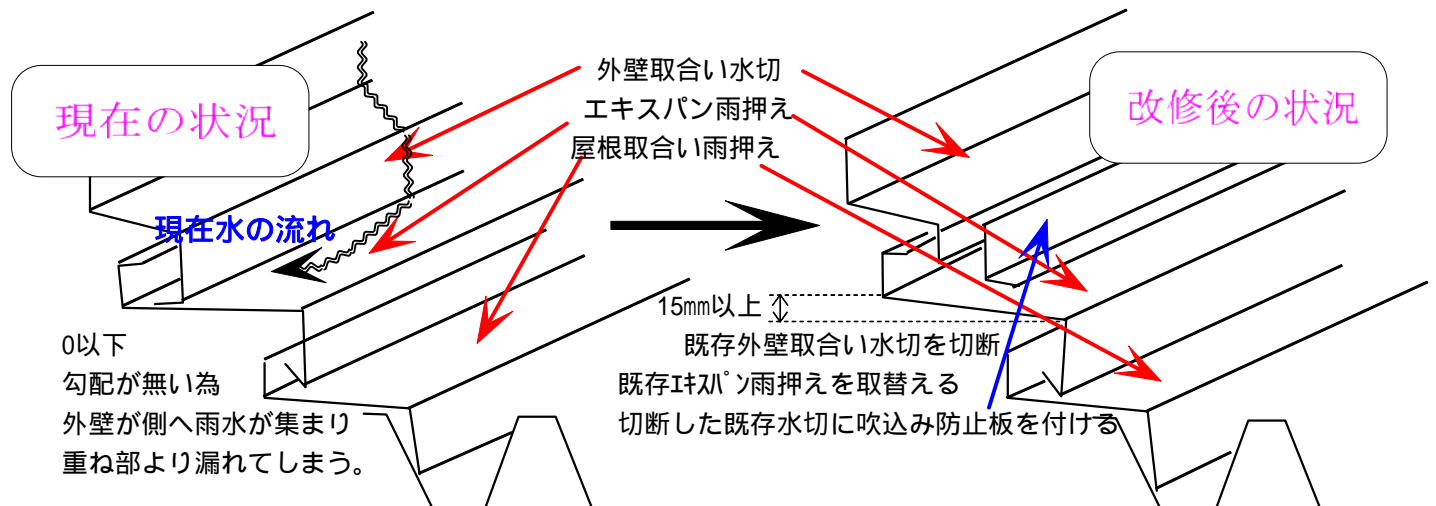 現在の状況
外壁取合い水切
エキスパン雨押え
屋根取合い雨押え
改修後の状況
現在水の流れ
0以下
勾配が無い為
外壁が側へ雨水が集まり
重ね部より漏れてしまう。
15㎜以上
既存外壁取合い水切を切断
既存ｴｷｽﾊﾟﾝ雨押えを取替える
切断した既存水切に吹込み防止板を付ける